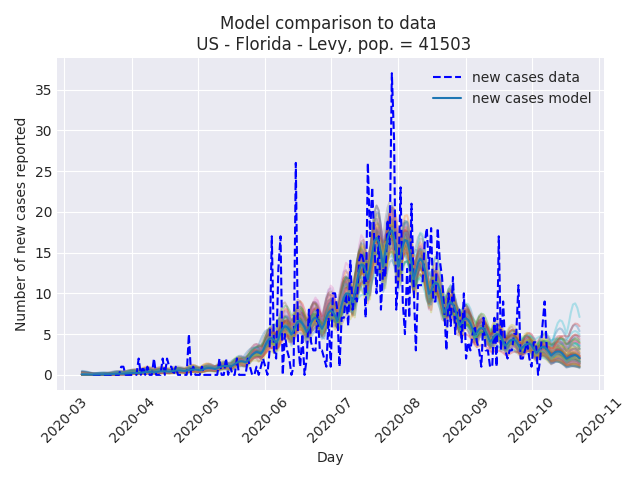 Model comparison to data
US - Florida - Levy, pop. = 41503
new cases data
new cases model
Number of new cases reported
35
30
25
20
15
10
5
0
2020-03
2020-04
2020-05
2020-06
2020-07
2020-08
2020-09
2020-10
2020-11
Day